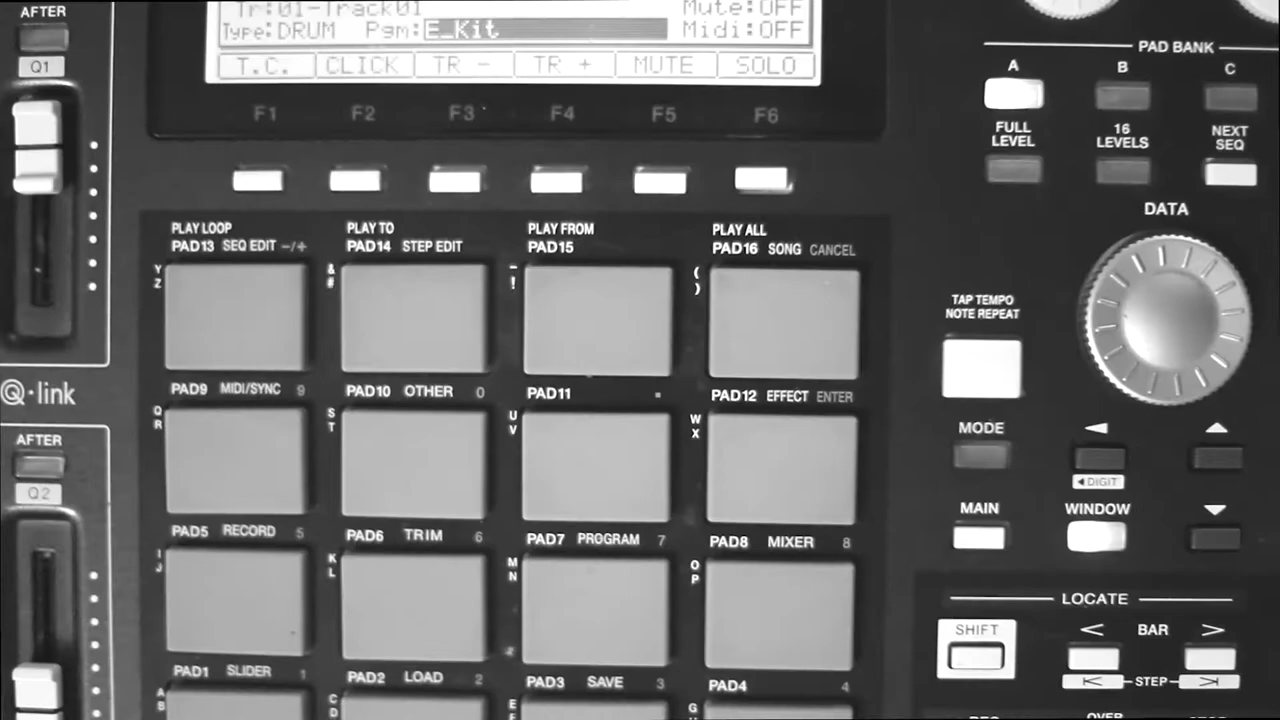 AFTER
Q1
Tr:01-Track01 Mute:OFF
Type:DRUM Pgm:E_Kit Midi:OFF
T.C. CLICK TR - TR + MUTE SOLO
F1 F2 F3 F4 F5 F6
PAD BANK
A B C
FULL LEVEL
16 LEVELS
NEXT SEQ
DATA
PLAY LOOP PLAY TO PLAY FROM PLAY ALL
PAD13 SEQ EDIT -/+ PAD14 STEP EDIT PAD15 PAD16 SONG CANCEL
Y Z & # - ! ( )
TAP TEMPO
NOTE REPEAT
Q-link
PAD9 MIDI/SYNC 9 PAD10 OTHER 0 PAD11 . PAD12 EFFECT ENTER
Q R S T U V W X
AFTER
Q2
MODE
DIGIT
MAIN WINDOW
PAD5 RECORD 5 PAD6 TRIM 6 PAD7 PROGRAM 7 PAD8 MIXER 8
I J K L M N O P
LOCATE
SHIFT < BAR >
STEP
PAD1 SLIDER 1 PAD2 LOAD 2 PAD3 SAVE 3 PAD4 4
A B C D E F G
REC OVER